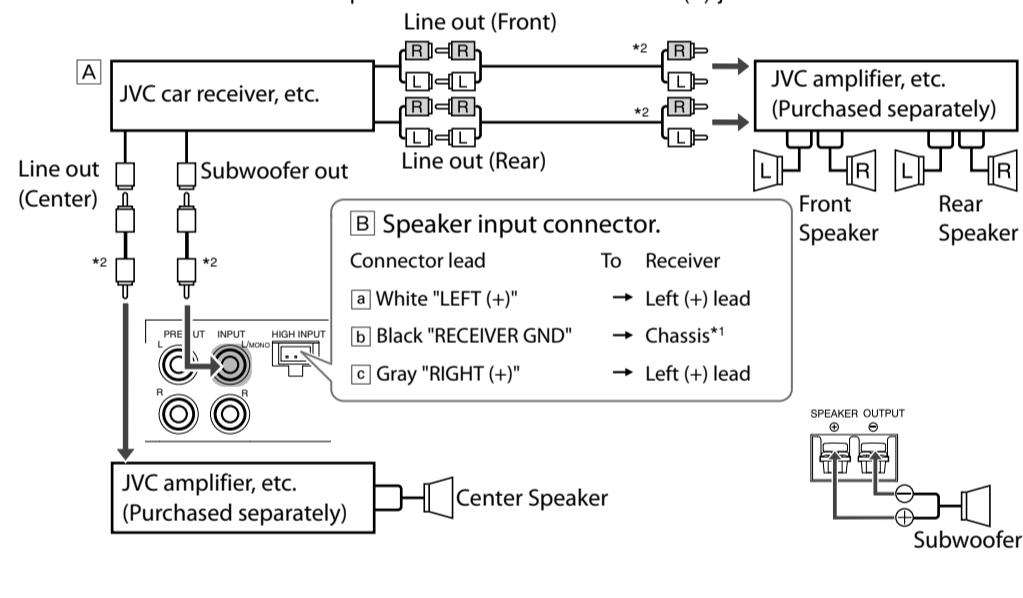 Line out (Front)
A
JVC car receiver, etc.
R R
L L
R R
L L
*2 R
L
*2 R
L
JVC amplifier, etc.
(Purchased separately)
Line out (Rear)
Line out
(Center)
Subwoofer out
L R L R
Front
Speaker
Rear
Speaker
*2 *2
B Speaker input connector.
Connector lead To Receiver
a White "LEFT (+)" → Left (+) lead
b Black "RECEIVER GND" → Chassis*1
c Gray "RIGHT (+)" → Left (+) lead
INPUT HIGH INPUT
L L/MONO
R R
SPEAKER OUTPUT
⊕ ⊖
JVC amplifier, etc.
(Purchased separately)
Center Speaker
⊖
⊕
Subwoofer